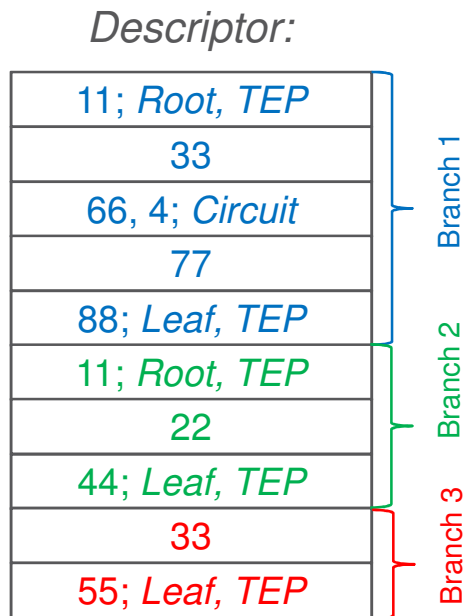 Descriptor:
11; Root, TEP
33
66, 4; Circuit
77
88; Leaf, TEP
Branch 1
11; Root, TEP
22
44; Leaf, TEP
Branch 2
33
55; Leaf, TEP
Branch 3